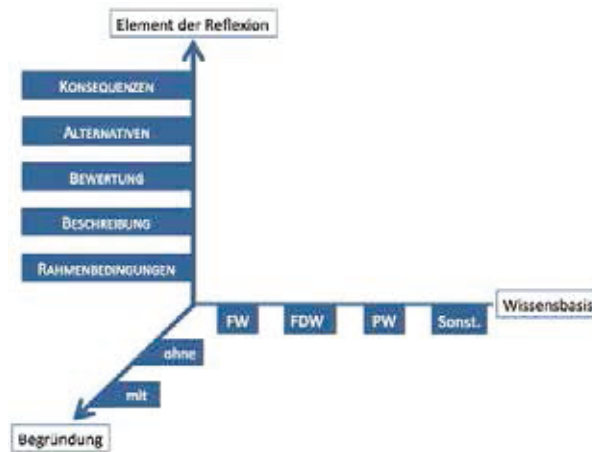 Element der Reflexion
KONSEQUENZEN
ALTERNATIVEN
BEWERTUNG
BESCHREIBUNG
RAHMENBEDINGUNGEN
Wissensbasis
FW FDW PW Sonst.
ohne
mit
Begründung